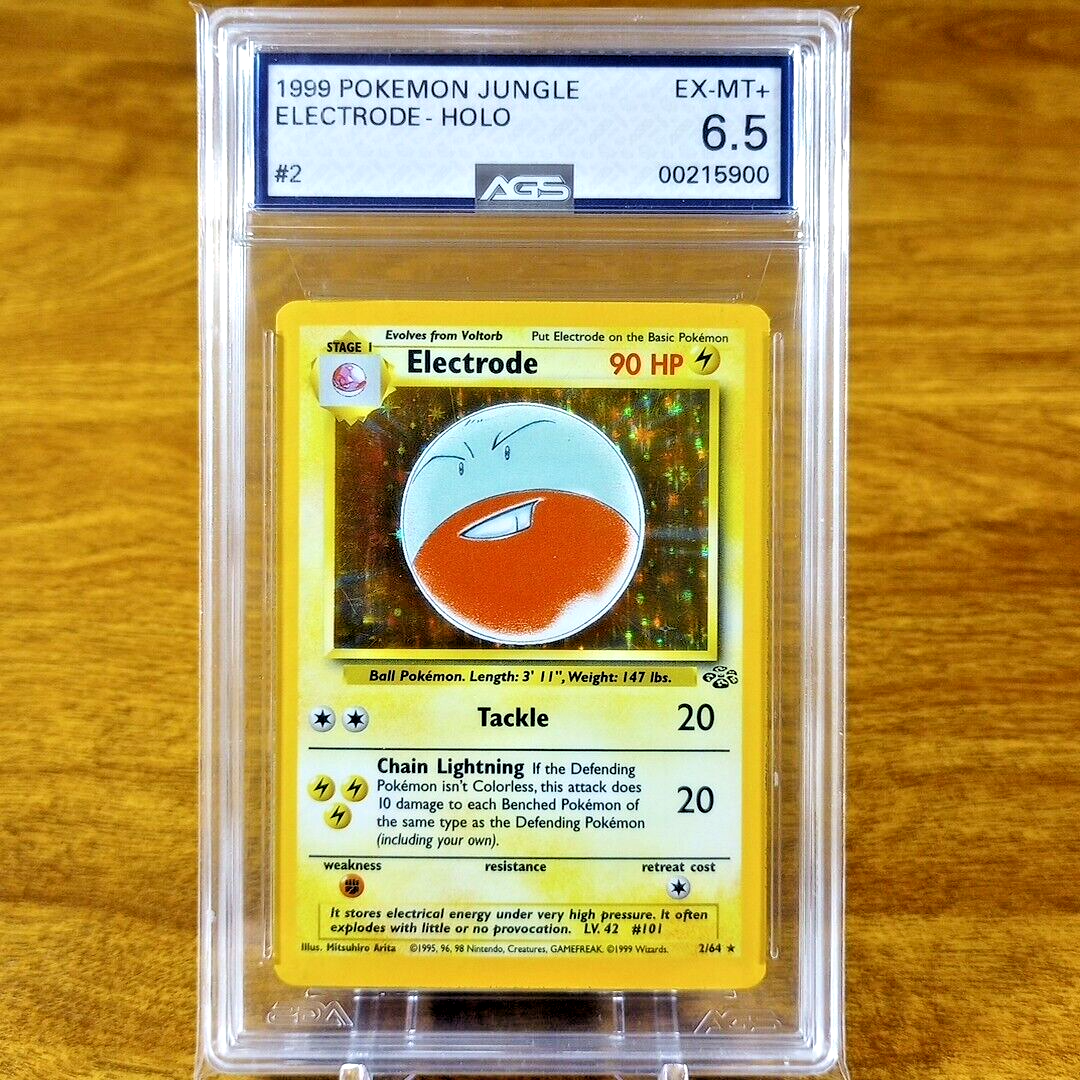 1999 POKEMON JUNGLE EX-MT+
ELECTRODE - HOLO 6.5
#2 AGS 00215900
Evolves from Voltorb Put Electrode on the Basic Pokémon
STAGE 1
Electrode 90 HP
Ball Pokémon. Length: 3' 11", Weight: 147 lbs.
Tackle 20
Chain Lightning If the Defending
Pokémon isn't Colorless, this attack does
10 damage to each Benched Pokémon of
the same type as the Defending Pokémon
(including your own).
20
weakness resistance retreat cost
It stores electrical energy under very high pressure. It often
explodes with little or no provocation. LV. 42 #101
Illus. Mitsuhiro Arita ©1995, 96, 98 Nintendo, Creatures, GAMEFREAK. ©1999 Wizards. 2/64 ★
AGS